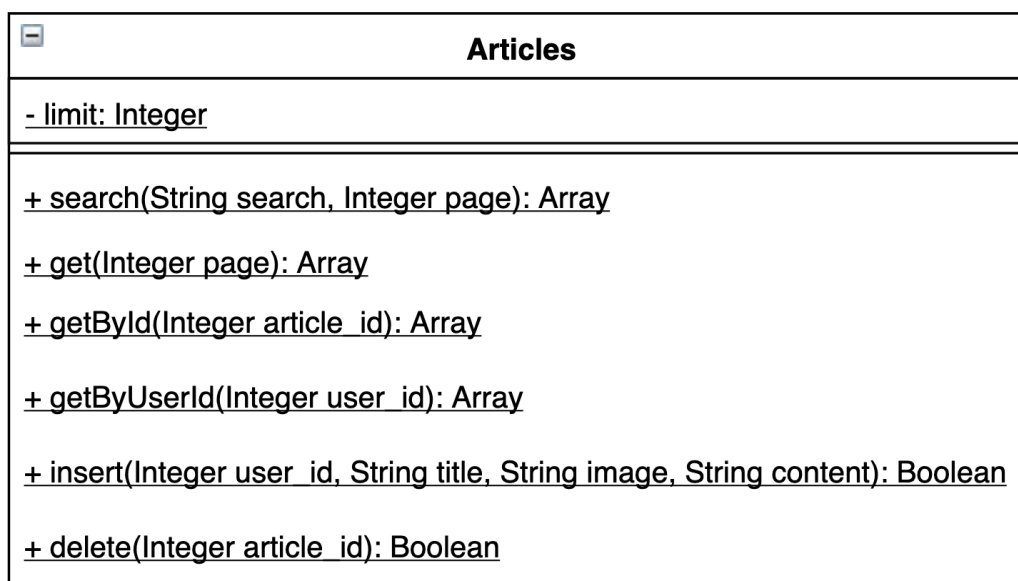 Articles
- limit: Integer
+ search(String search, Integer page): Array
+ get(Integer page): Array
+ getById(Integer article_id): Array
+ getByUserId(Integer user_id): Array
+ insert(Integer user_id, String title, String image, String content): Boolean
+ delete(Integer article_id): Boolean